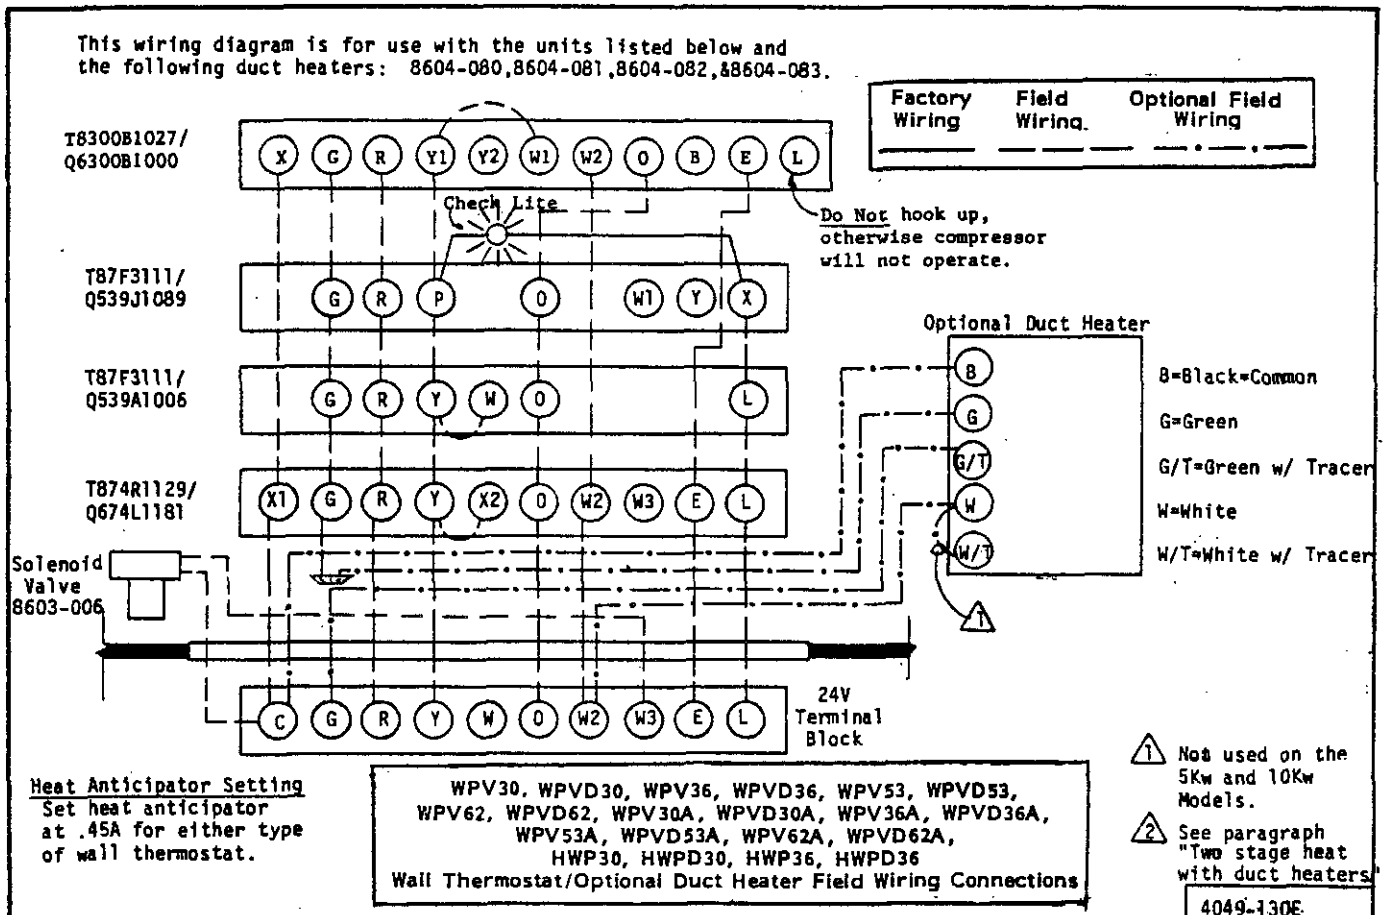 This wiring diagram is for use with the units listed below and
the following duct heaters: 8604-080,8604-081,8604-082,&8604-083.
Factory Wiring
Field Wiring
Optional Field Wiring
T8300B1027/
Q6300B1000
X G R Y1 Y2 W1 W2 O B E L
Check Lite
Do Not hook up,
otherwise compressor
will not operate.
T87F3111/
Q539J1089
G R P O W1 Y X
Optional Duct Heater
T87F3111/
Q539A1006
G R Y W O L
B
G
G/T
W
W/T
B=Black=Common
G=Green
G/T=Green w/ Tracer
W=White
W/T=White w/ Tracer
T874R1129/
Q674L1181
X1 G R Y X2 O W2 W3 E L
Solenoid
Valve
8603-006
1
C G R Y W O W2 W3 E L
24V
Terminal
Block
Heat Anticipator Setting
Set heat anticipator
at .45A for either type
of wall thermostat.
WPV30, WPVD30, WPV36, WPVD36, WPV53, WPVD53,
WPV62, WPVD62, WPV30A, WPVD30A, WPV36A, WPVD36A,
WPV53A, WPVD53A, WPV62A, WPVD62A,
HWP30, HWPD30, HWP36, HWPD36
Wall Thermostat/Optional Duct Heater Field Wiring Connections
1 Not used on the
5Kw and 10Kw
Models.
2 See paragraph
"Two stage heat
with duct heaters"
4049-130E